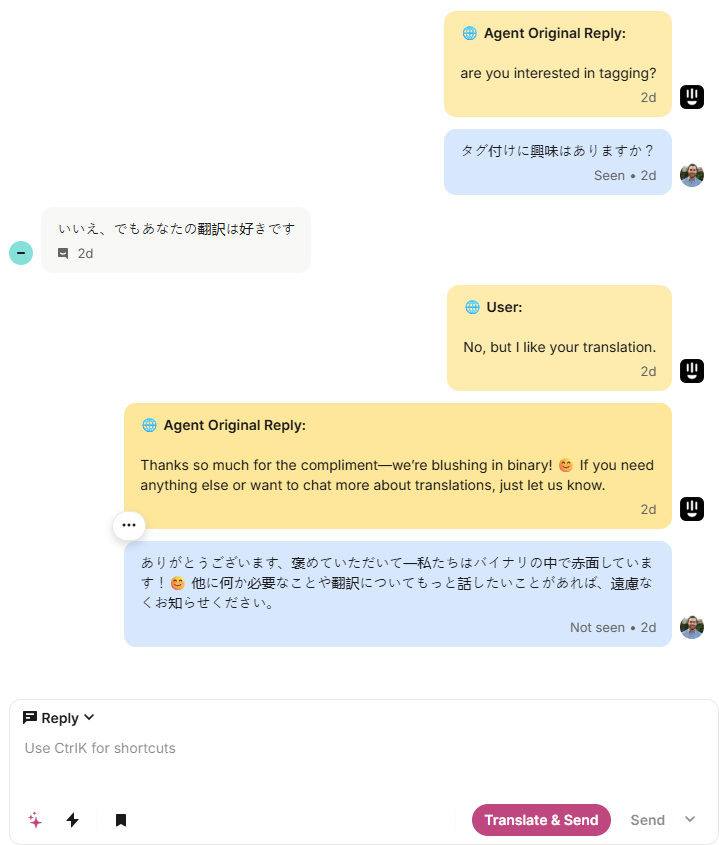 🌐 Agent Original Reply:
are you interested in tagging?
2d
タグ付けに興味はありますか？
Seen • 2d
いいえ、でもあなたの翻訳は好きです
2d
🌐 User:
No, but I like your translation.
2d
🌐 Agent Original Reply:
Thanks so much for the compliment—we’re blushing in binary! 😊 If you need
anything else or want to chat more about translations, just let us know.
2d
ありがとうございます、褒めていただいて—私たちはバイナリの中で赤面していま
す！😊 他に何か必要なことや翻訳についてもっと話したいことがあれば、遠慮な
くお知らせください。
Not seen • 2d
Reply
Use CtrlK for shortcuts
Translate & Send
Send